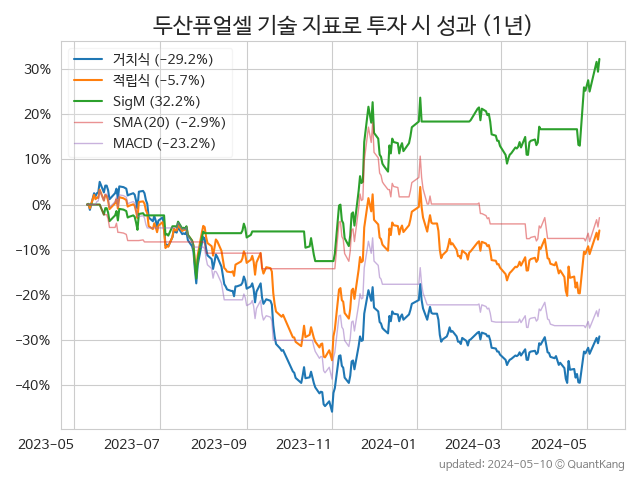 두산퓨얼셀 기술 지표로 투자 시 성과 (1년)
거치식 (−29.2%)
적립식 (−5.7%)
SigM (32.2%)
SMA(20) (−2.9%)
MACD (−23.2%)
30%
20%
10%
0%
−10%
−20%
−30%
−40%
2023-05
2023-07
2023-09
2023-11
2024-01
2024-03
2024-05
updated: 2024-05-10 © QuantKang